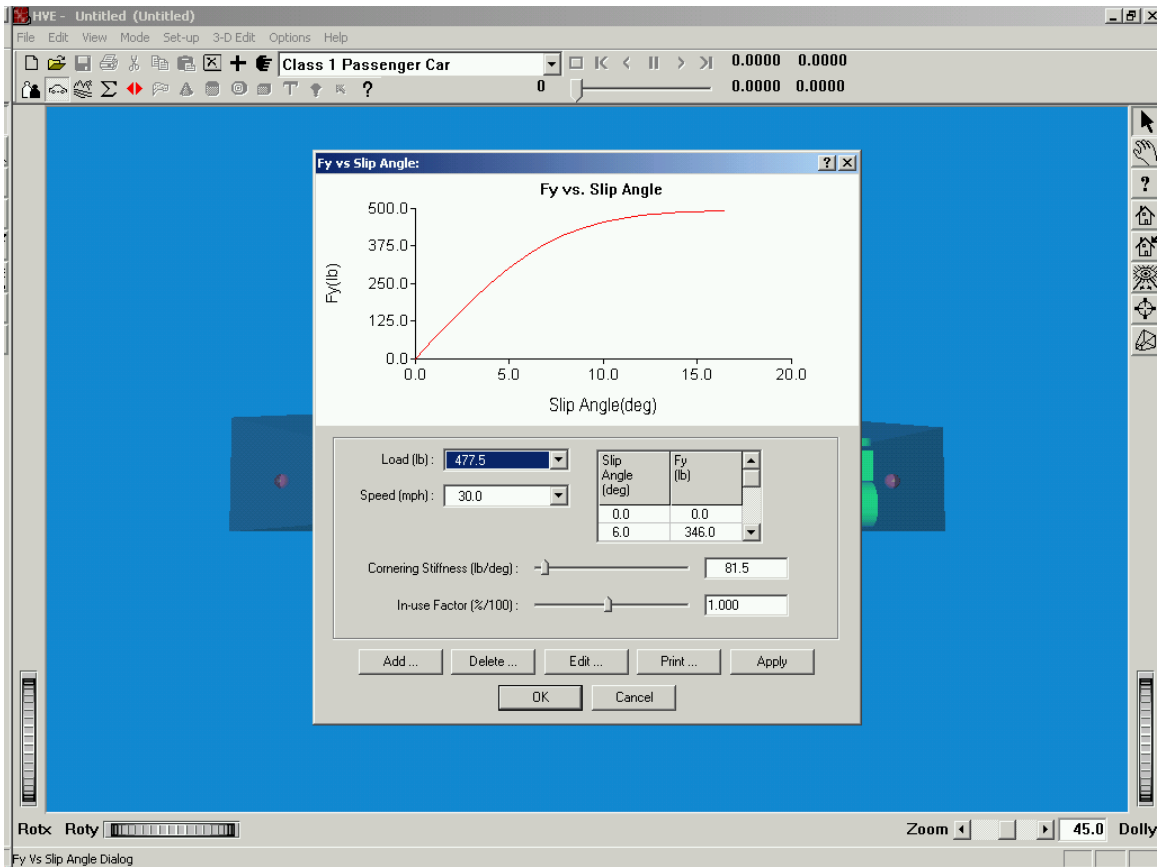 HVE - Untitled (Untitled)
File Edit View Mode Set-up 3-D Edit Options Help
Class 1 Passenger Car
0.0000 0.0000
0
0.0000 0.0000
Fy vs Slip Angle:
Fy vs. Slip Angle
500.0
375.0
250.0
125.0
0.0
Fy(lb)
0.0 5.0 10.0 15.0 20.0
Slip Angle(deg)
Load (lb) : 477.5
Speed (mph) : 30.0
Slip Angle (deg) Fy (lb)
0.0 0.0
6.0 346.0
Cornering Stiffness (lb/deg) : 81.5
In-use Factor (%/100) : 1.000
Add ... Delete ... Edit ... Print ... Apply
OK Cancel
Rotx Roty Zoom 45.0 Dolly
Fy Vs Slip Angle Dialog